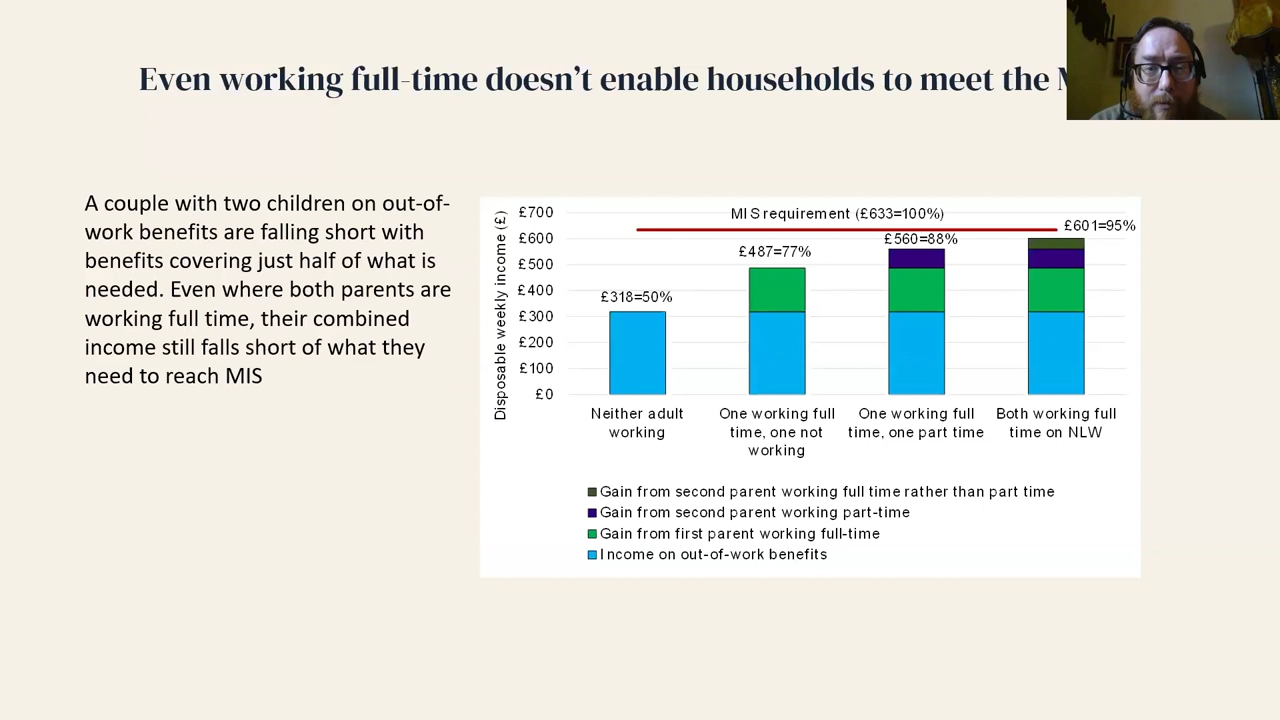 Even working full-time doesn’t enable households to meet the
A couple with two children on out-of-
work benefits are falling short with
benefits covering just half of what is
needed. Even where both parents are
working full time, their combined
income still falls short of what they
need to reach MIS
Disposable weekly income (£)
£700
£600
£500
£400
£300
£200
£100
£0
MIS requirement (£633=100%)
£318=50%
£487=77%
£560=88%
£601=95%
Neither adult
working
One working full
time, one not
working
One working full
time, one part time
Both working full
time on NLW
Gain from second parent working full time rather than part time
Gain from second parent working part-time
Gain from first parent working full-time
Income on out-of-work benefits